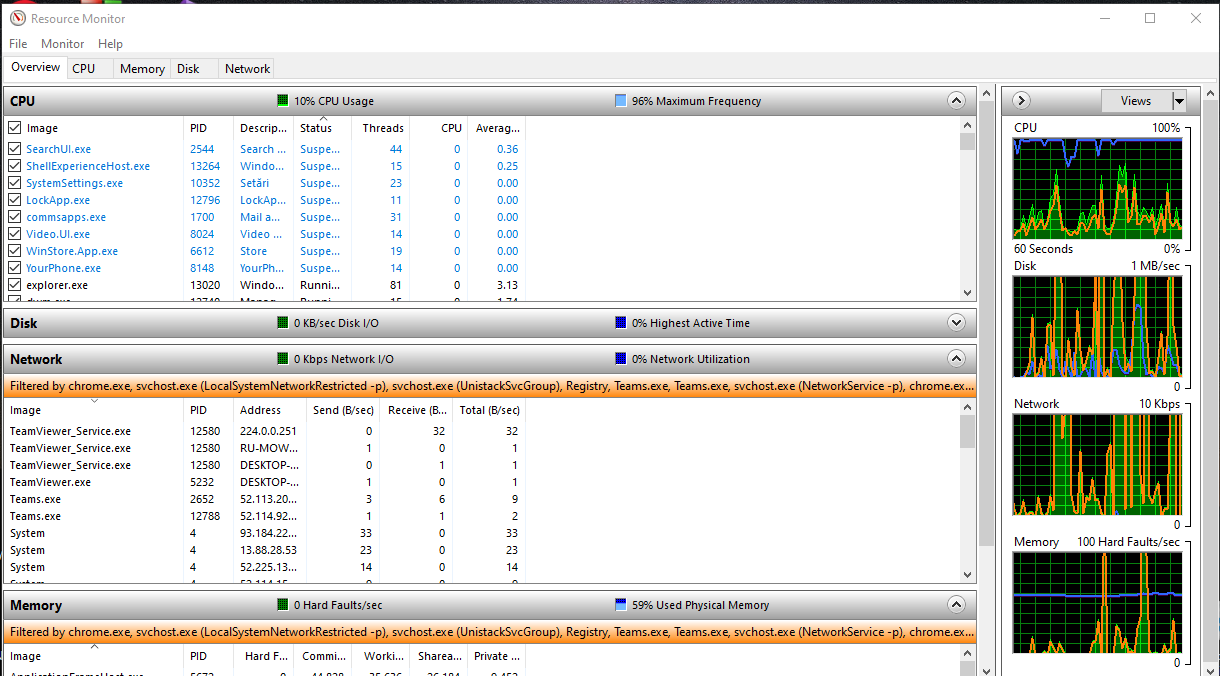 Resource Monitor
File Monitor Help
Overview CPU Memory Disk Network
CPU 10% CPU Usage 96% Maximum Frequency
Image PID Descrip... Status Threads CPU Averag...
SearchUI.exe 2544 Search ... Suspe... 44 0 0.36
ShellExperienceHost.exe 13264 Windo... Suspe... 15 0 0.25
SystemSettings.exe 10352 Setări Suspe... 23 0 0.00
LockApp.exe 12796 LockAp... Suspe... 11 0 0.00
commsapps.exe 1700 Mail a... Suspe... 31 0 0.00
Video.UI.exe 8024 Video ... Suspe... 14 0 0.00
WinStore.App.exe 6612 Store Suspe... 19 0 0.00
YourPhone.exe 8148 YourPh... Suspe... 14 0 0.00
explorer.exe 13020 Windo... Runni... 81 0 3.13
Disk 0 KB/sec Disk I/O 0% Highest Active Time
Network 0 Kbps Network I/O 0% Network Utilization
Filtered by chrome.exe, svchost.exe (LocalSystemNetworkRestricted -p), svchost.exe (UnistackSvcGroup), Registry, Teams.exe, Teams.exe, svchost.exe (NetworkService -p), chrome.ex...
Image PID Address Send (B/sec) Receive (B... Total (B/sec)
TeamViewer_Service.exe 12580 224.0.0.251 0 32 32
TeamViewer_Service.exe 12580 RU-MOW... 1 0 1
TeamViewer_Service.exe 12580 DESKTOP-... 0 1 1
TeamViewer.exe 5232 DESKTOP-... 1 0 1
Teams.exe 2652 52.113.20... 3 6 9
Teams.exe 12788 52.114.92... 1 1 2
System 4 93.184.22... 33 0 33
System 4 13.88.28.53 23 0 23
System 4 52.225.13... 14 0 14
Memory 0 Hard Faults/sec 59% Used Physical Memory
Filtered by chrome.exe, svchost.exe (LocalSystemNetworkRestricted -p), svchost.exe (UnistackSvcGroup), Registry, Teams.exe, Teams.exe, svchost.exe (NetworkService -p), chrome.ex...
Image PID Hard F... Commi... Worki... Sharea... Private ...
Views
CPU 100%
60 Seconds 0%
Disk 1 MB/sec
0
Network 10 Kbps
0
Memory 100 Hard Faults/sec
0